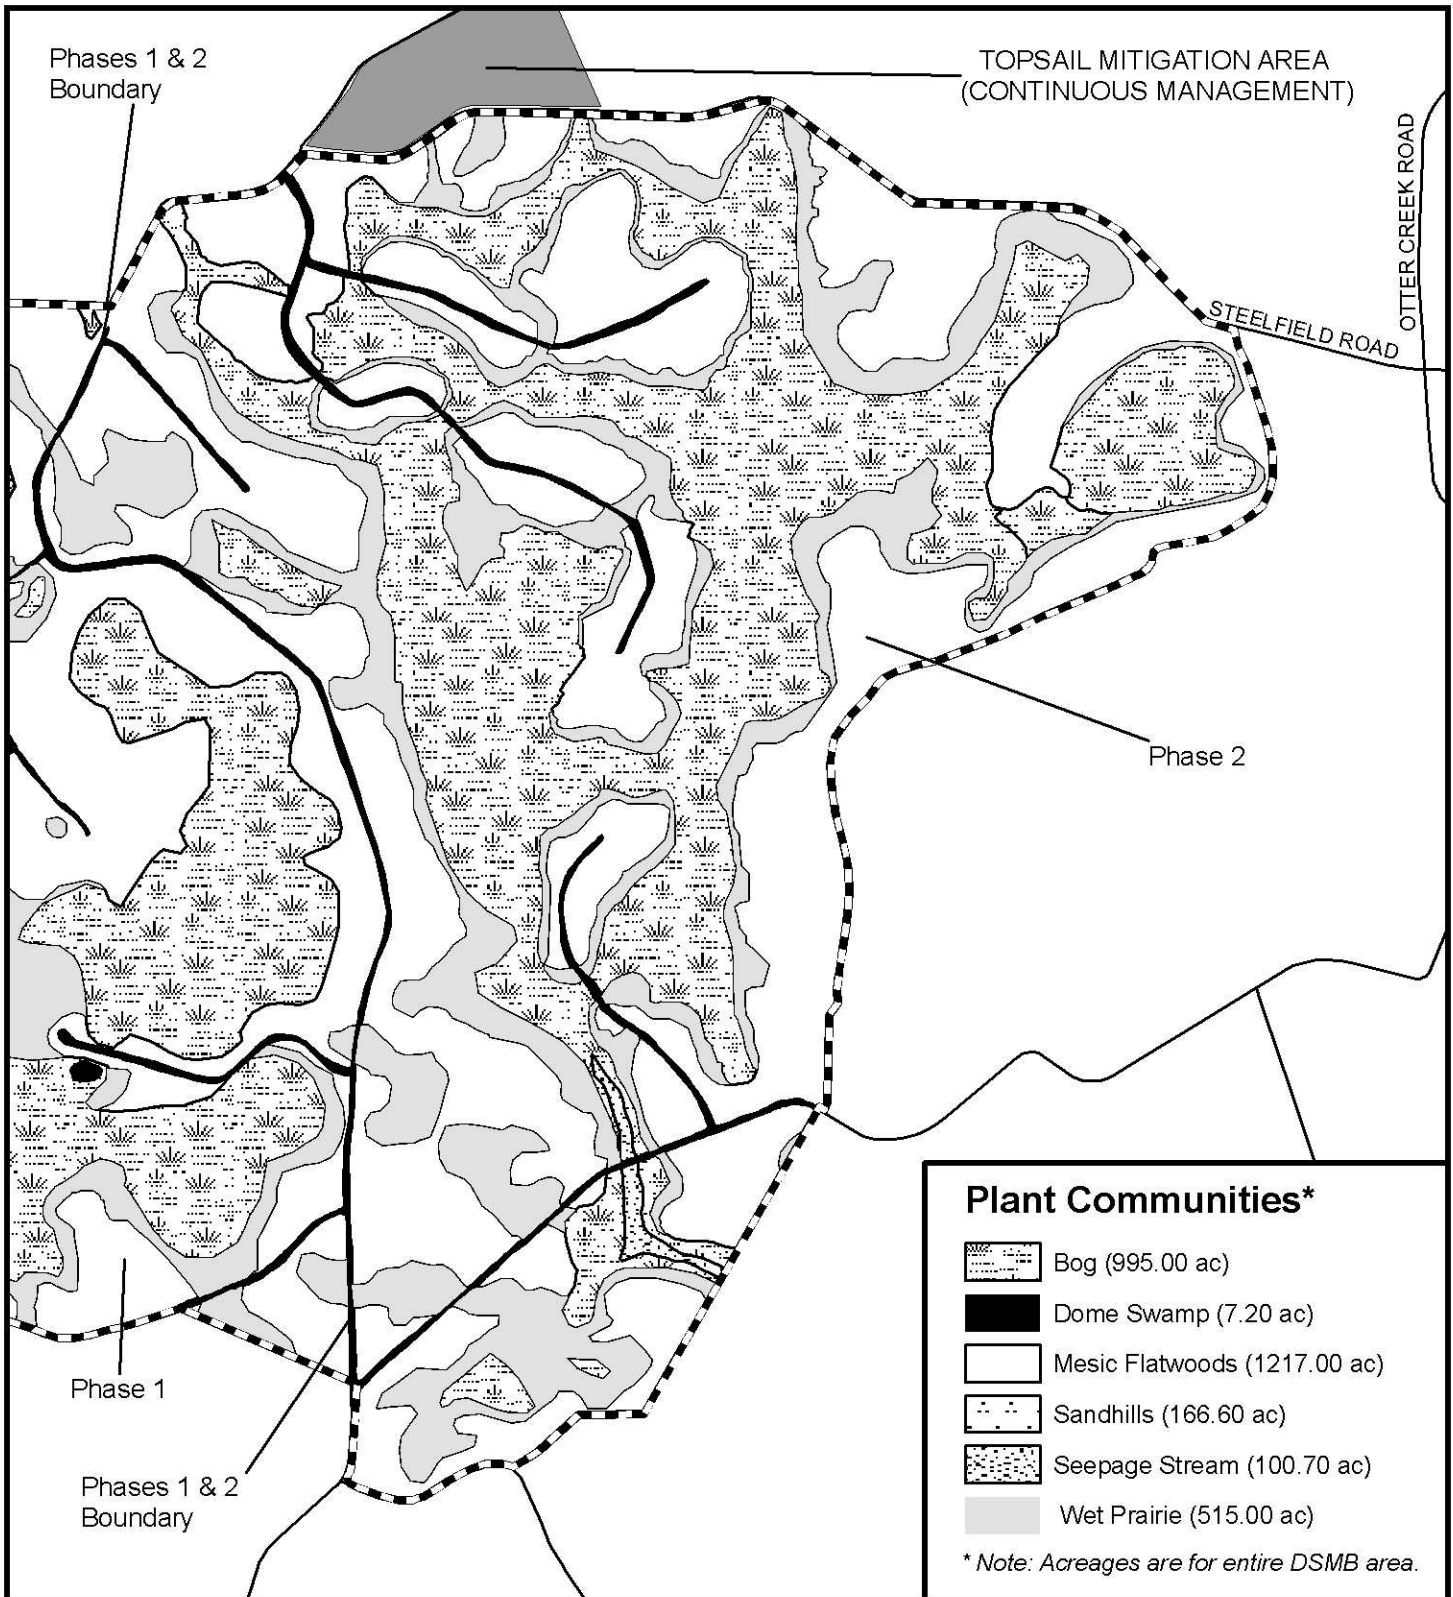 Phases 1 & 2
Boundary
TOPSAIL MITIGATION AREA
(CONTINUOUS MANAGEMENT)
OTTER CREEK ROAD
STEELFIELD ROAD
Phase 2
Phase 1
Phases 1 & 2
Boundary
Plant Communities*
Bog (995.00 ac)
Dome Swamp (7.20 ac)
Mesic Flatwoods (1217.00 ac)
Sandhills (166.60 ac)
Seepage Stream (100.70 ac)
Wet Prairie (515.00 ac)
* Note: Acreages are for entire DSMB area.